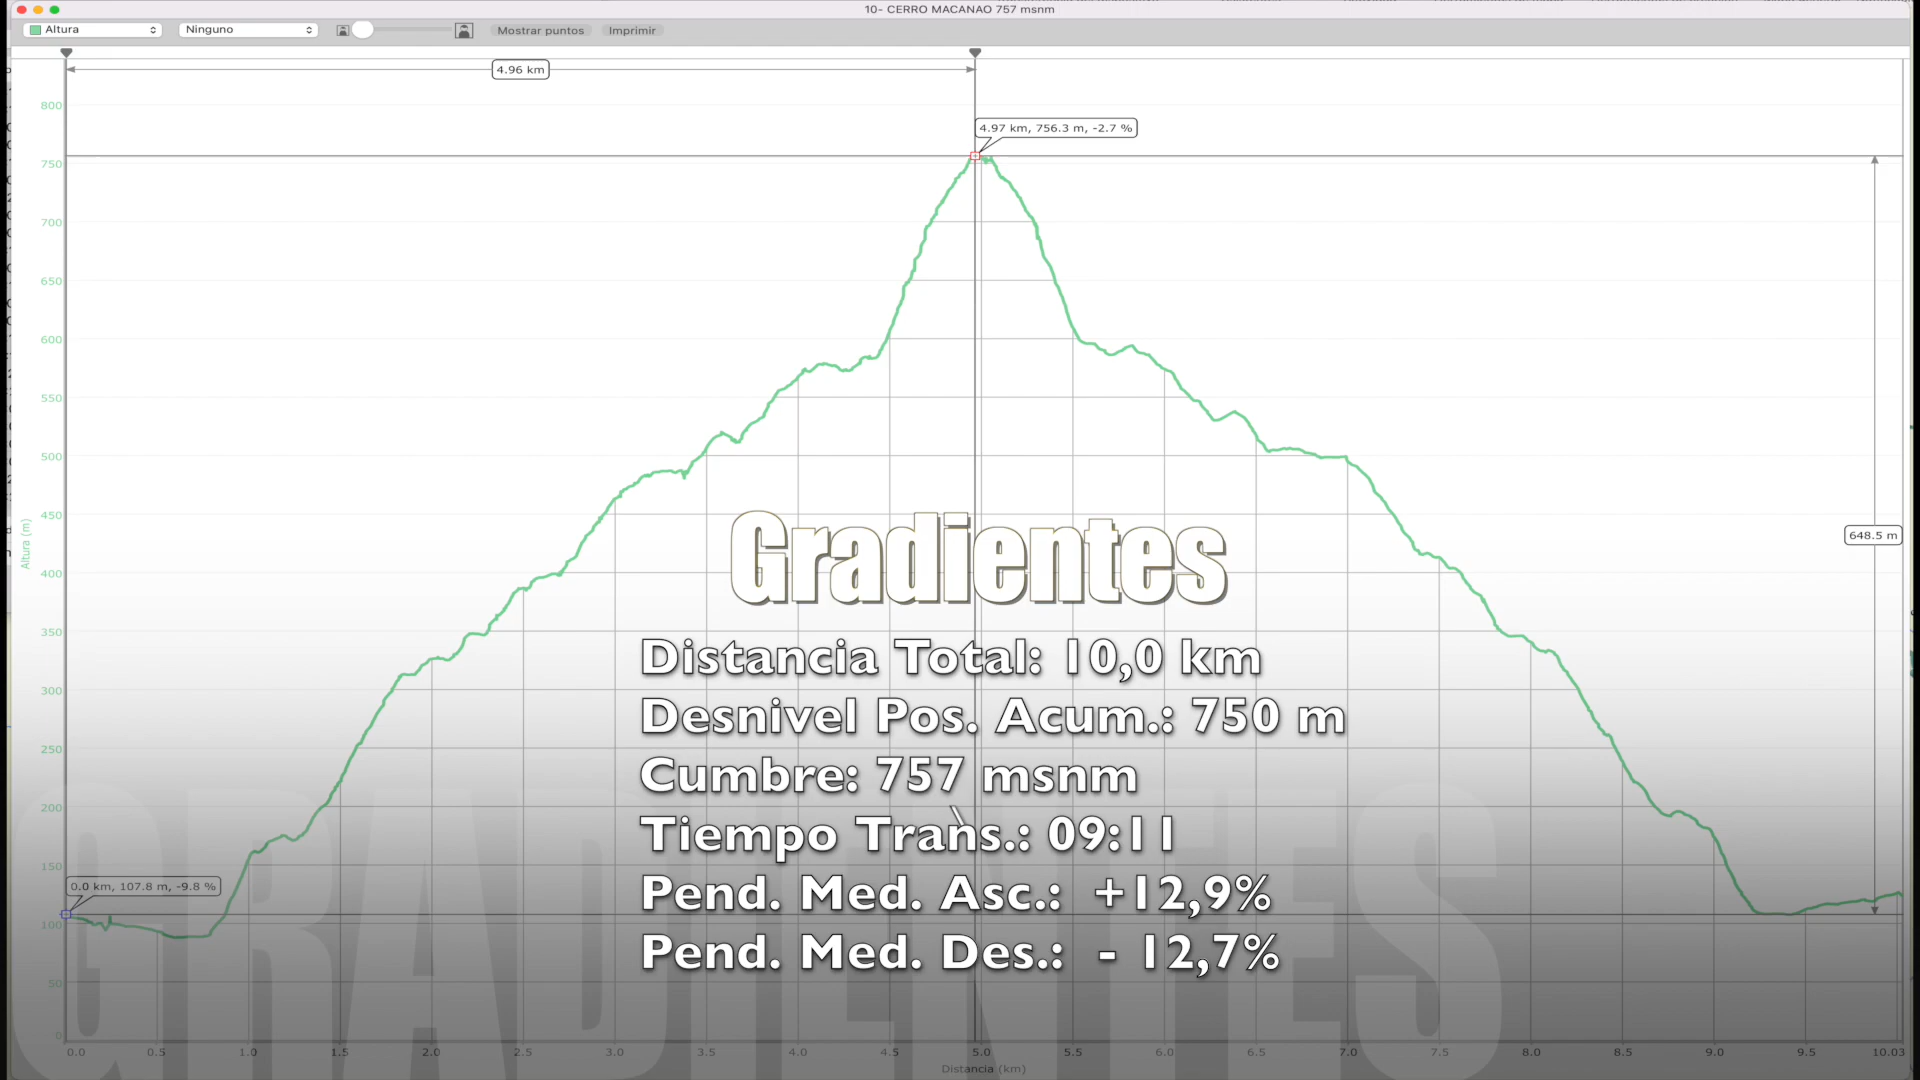 10- CERRO MACANAO 757 msnm
Altura
Ninguno
Mostrar puntos
Imprimir
4.96 km
4.97 km, 756.3 m, -2.7 %
800
750
700
650
600
550
500
450
400
350
300
250
200
150
100
50
0
Altura (m)
648.5 m
0.0 km, 107.8 m, -9.8 %
Gradientes
Distancia Total: 10,0 km
Desnivel Pos. Acum.: 750 m
Cumbre: 757 msnm
Tiempo Trans.: 09:11
Pend. Med. Asc.: +12,9%
Pend. Med. Des.: - 12,7%
GRADIENTES
0.0 0.5 1.0 1.5 2.0 2.5 3.0 3.5 4.0 4.5 5.0 5.5 6.0 6.5 7.0 7.5 8.0 8.5 9.0 9.5 10.03
Distancia (km)